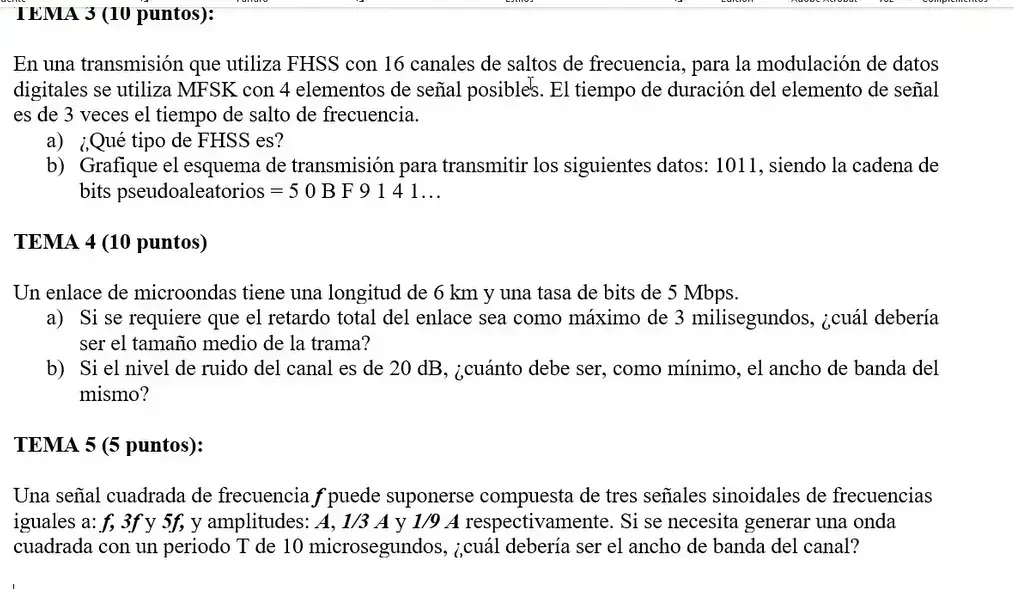 TEMA 3 (10 puntos):
En una transmisión que utiliza FHSS con 16 canales de saltos de frecuencia, para la modulación de datos
digitales se utiliza MFSK con 4 elementos de señal posibles. El tiempo de duración del elemento de señal
es de 3 veces el tiempo de salto de frecuencia.
a) ¿Qué tipo de FHSS es?
b) Grafique el esquema de transmisión para transmitir los siguientes datos: 1011, siendo la cadena de
bits pseudoaleatorios = 5 0 B F 9 1 4 1…
TEMA 4 (10 puntos)
Un enlace de microondas tiene una longitud de 6 km y una tasa de bits de 5 Mbps.
a) Si se requiere que el retardo total del enlace sea como máximo de 3 milisegundos, ¿cuál debería
ser el tamaño medio de la trama?
b) Si el nivel de ruido del canal es de 20 dB, ¿cuánto debe ser, como mínimo, el ancho de banda del
mismo?
TEMA 5 (5 puntos):
Una señal cuadrada de frecuencia f puede suponerse compuesta de tres señales sinoidales de frecuencias
iguales a: f, 3f y 5f, y amplitudes: A, 1/3 A y 1/9 A respectivamente. Si se necesita generar una onda
cuadrada con un periodo T de 10 microsegundos, ¿cuál debería ser el ancho de banda del canal?